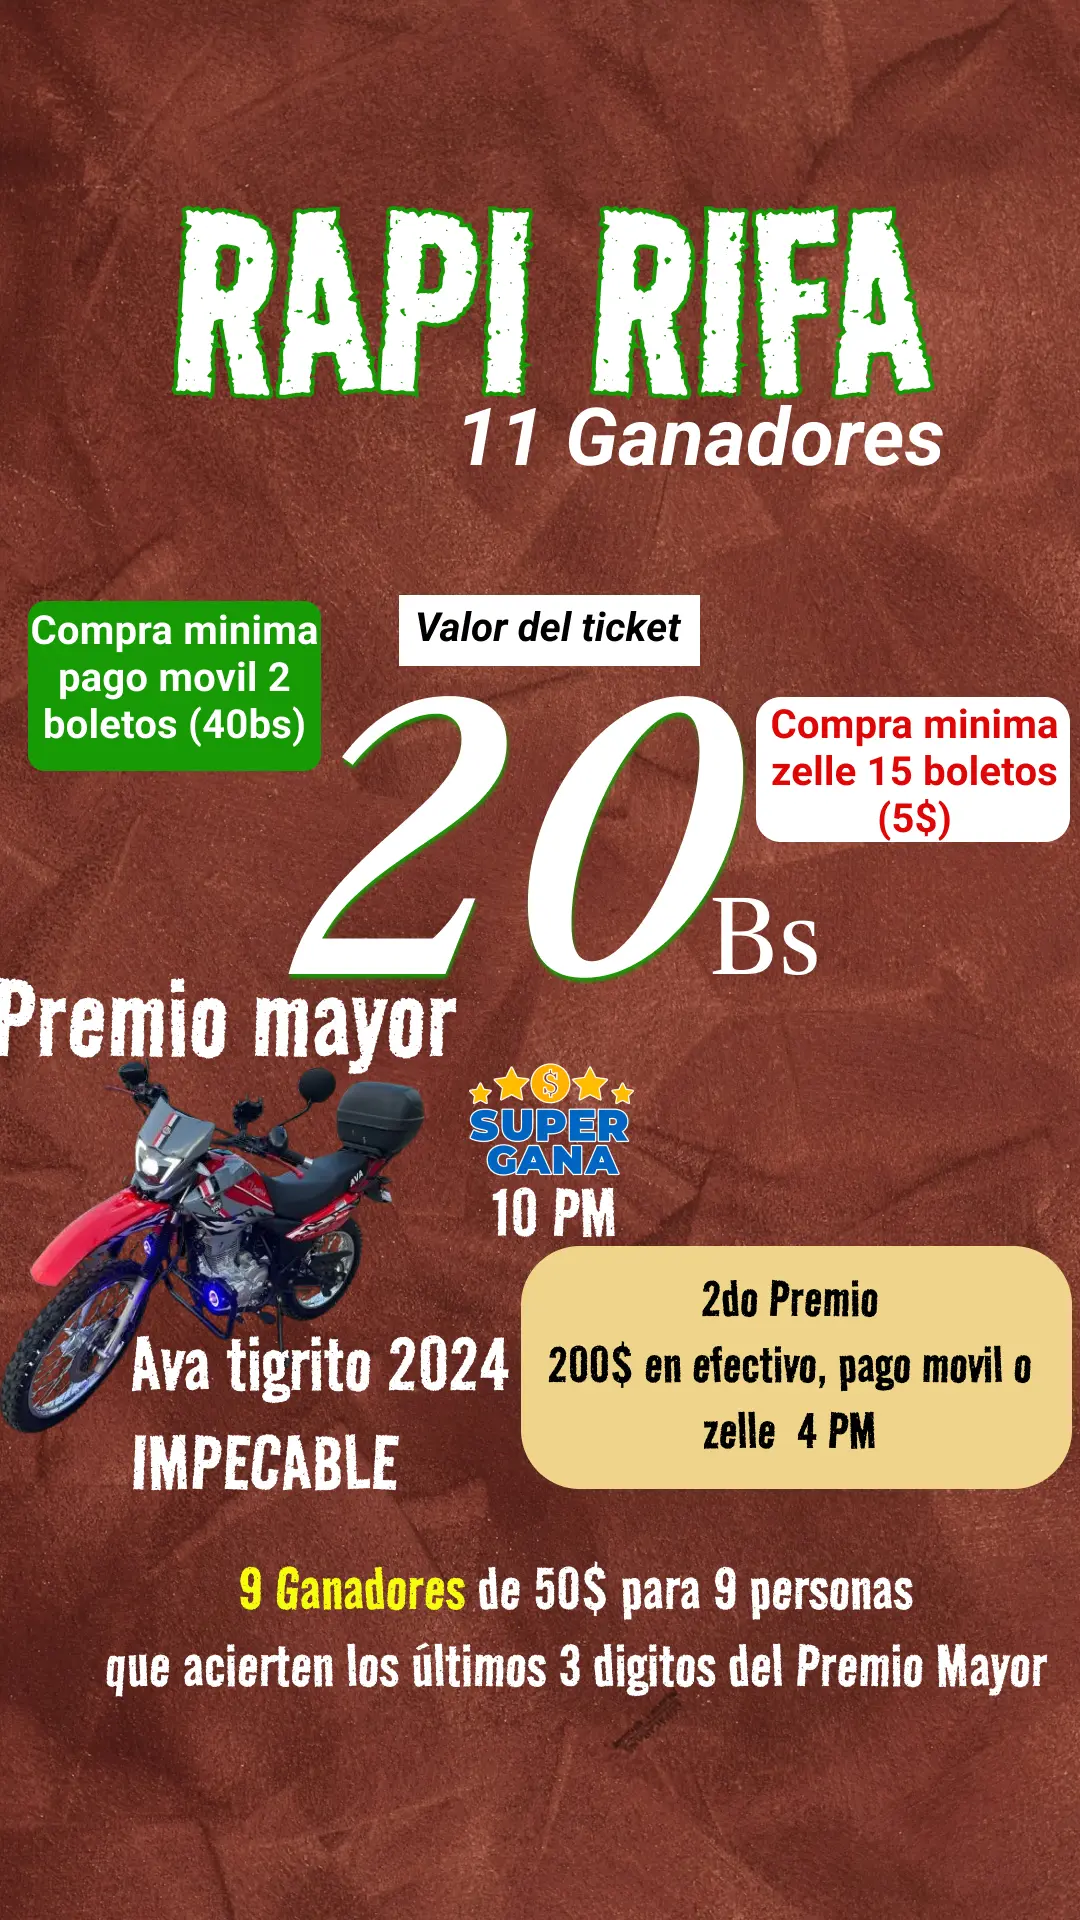 RAPI RIFA
11 Ganadores
Compra minima
pago movil 2
boletos (40bs)
Valor del ticket
20 Bs
Compra minima
zelle 15 boletos
(5$)
Premio mayor
$
SUPER
GANA
10 PM
AVA
Ava tigrito 2024
IMPECABLE
2do Premio
200$ en efectivo, pago movil o
zelle 4 PM
9 Ganadores de 50$ para 9 personas
que acierten los últimos 3 digitos del Premio Mayor